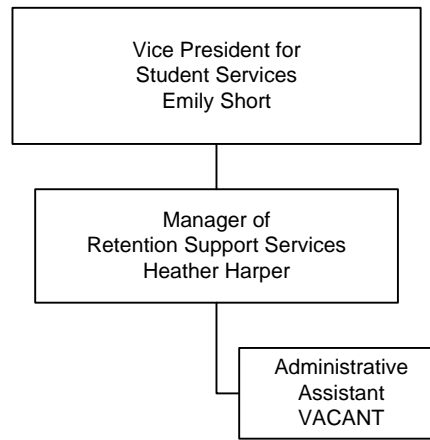 Vice President for
Student Services
Emily Short
Manager of
Retention Support Services
Heather Harper
Administrative
Assistant
VACANT